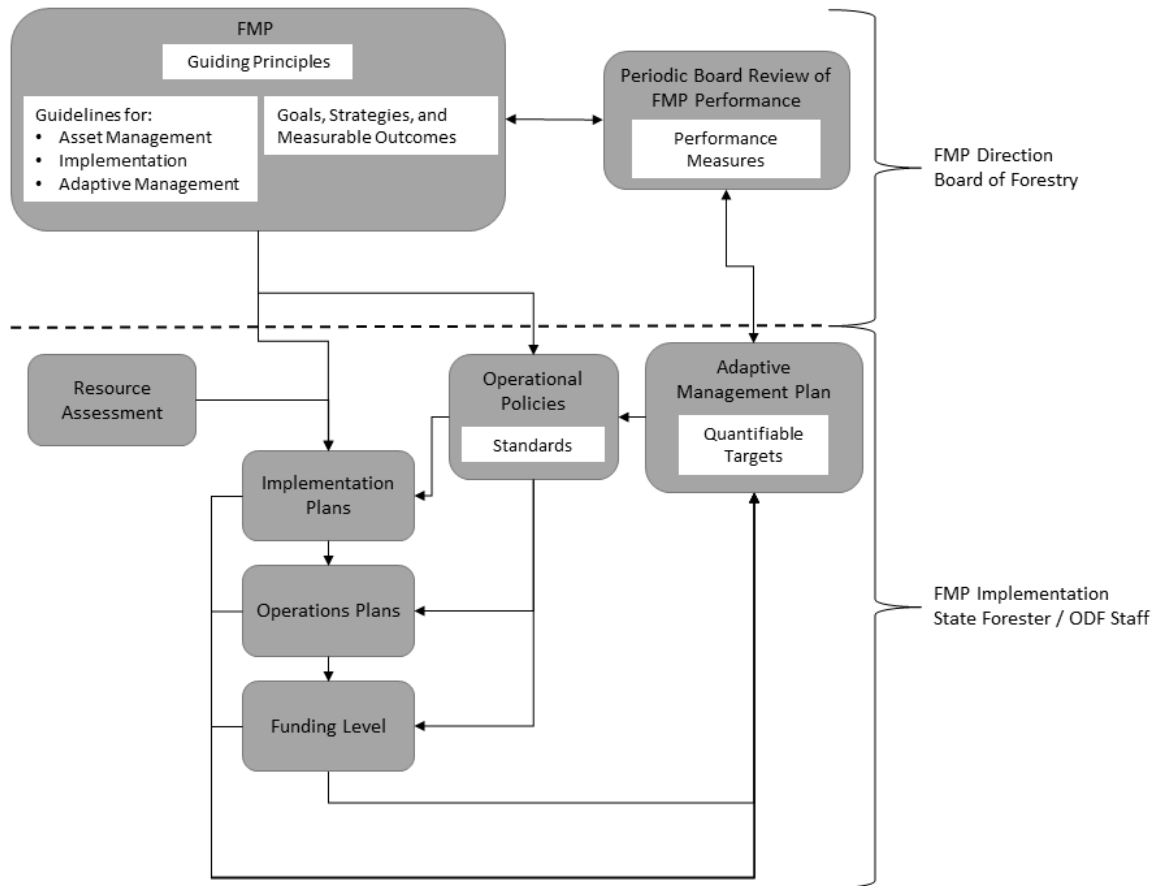 FMP
Guiding Principles
Guidelines for:
• Asset Management
• Implementation
• Adaptive Management
Goals, Strategies, and
Measurable Outcomes
Periodic Board Review of
FMP Performance
Performance
Measures
FMP Direction
Board of Forestry
Resource
Assessment
Operational
Policies
Standards
Adaptive
Management Plan
Quantifiable
Targets
Implementation
Plans
Operations Plans
Funding Level
FMP Implementation
State Forester / ODF Staff